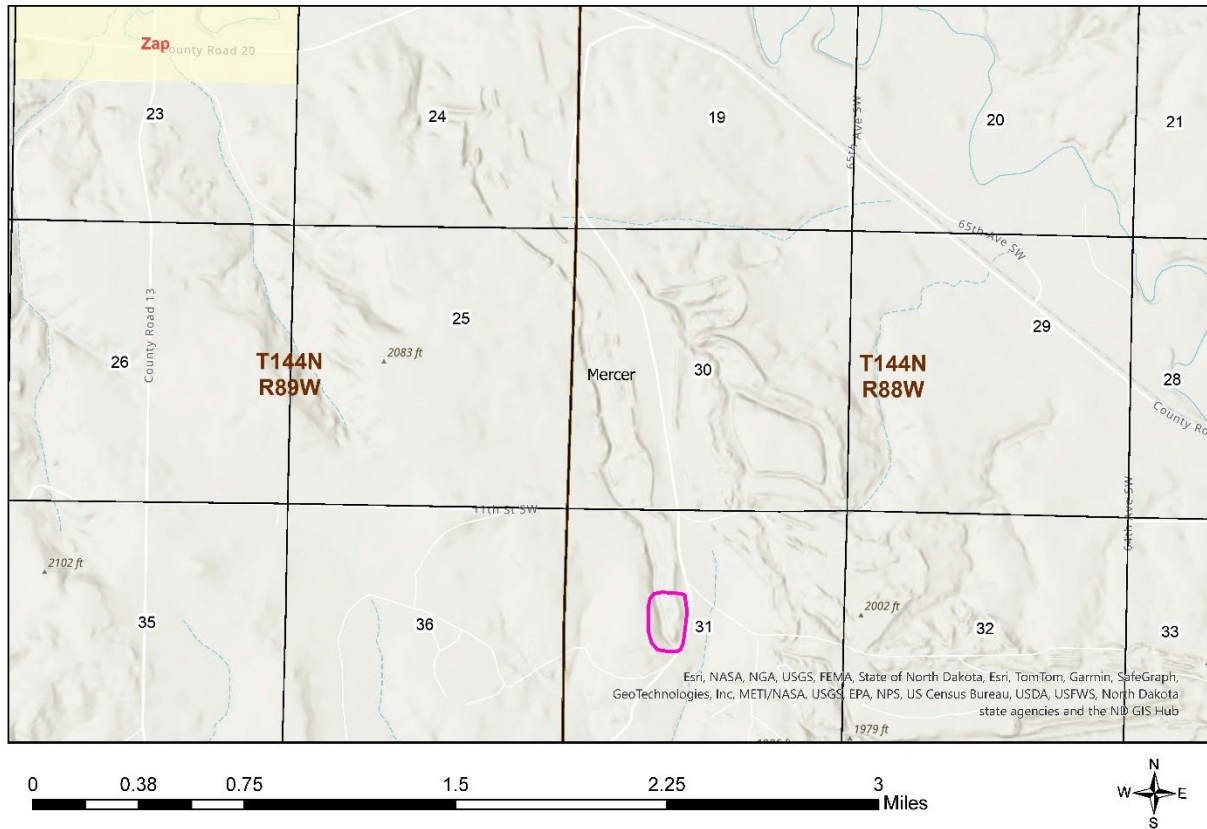 Zap
County Road 20
23
24
19
20
21
65th Ave SW
65th Ave SW
County Road 13
26
25
2083 ft
T144N
R89W
Mercer
30
T144N
R88W
29
28
County Ro
11th St SW
64th Ave SW
2102 ft
35
36
31
2002 ft
32
33
Esri, NASA, NGA, USGS, FEMA, State of North Dakota, Esri, TomTom, Garmin, SafeGraph,
GeoTechnologies, Inc, METI/NASA, USGS, EPA, NPS, US Census Bureau, USDA, USFWS, North Dakota
state agencies and the ND GIS Hub
1979 ft
0 0.38 0.75 1.5 2.25 3
Miles
N
W E
S